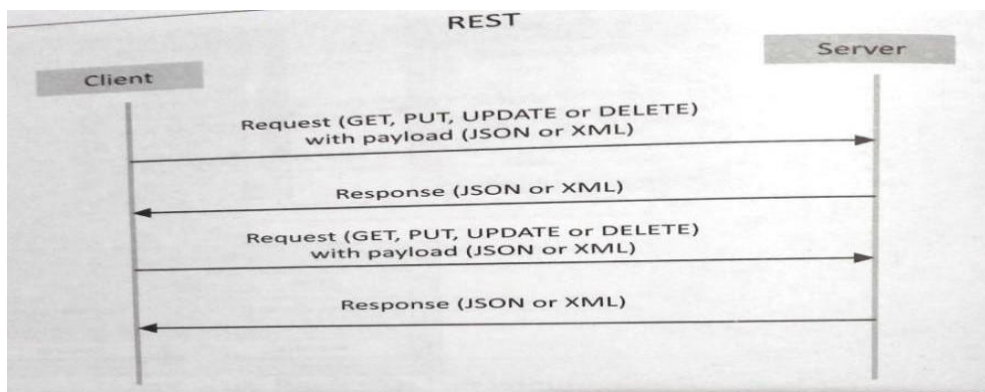 REST
Client
Server
Request (GET, PUT, UPDATE or DELETE)
with payload (JSON or XML)
Response (JSON or XML)
Request (GET, PUT, UPDATE or DELETE)
with payload (JSON or XML)
Response (JSON or XML)